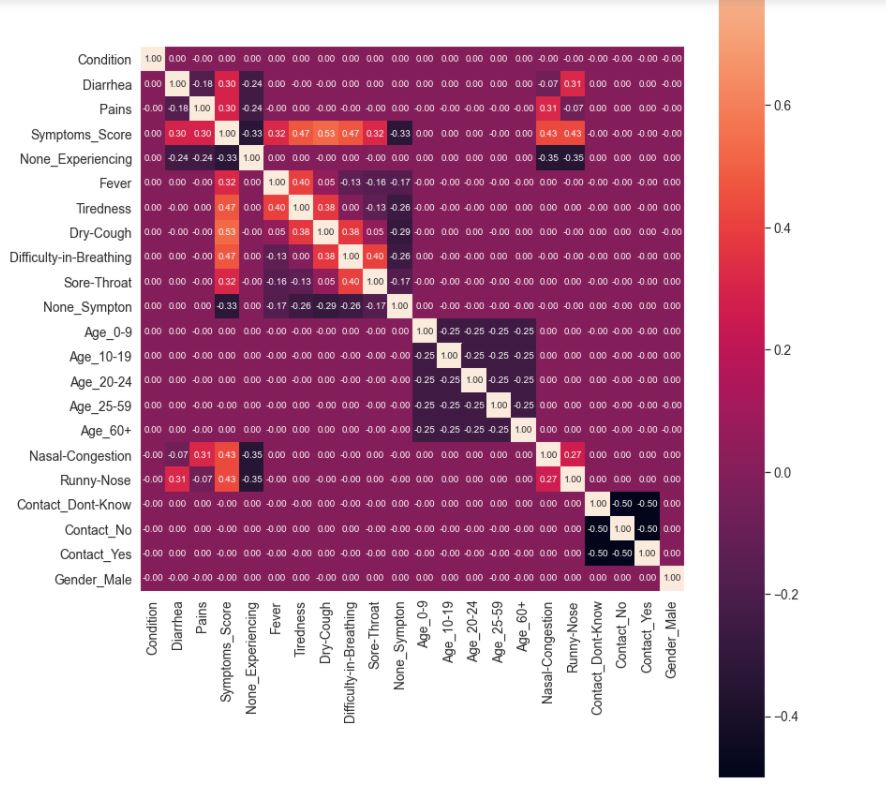 Condition 1.00 0.00 -0.00 0.00 0.00 0.00 -0.00 0.00 0.00 0.00 0.00 -0.00 0.00 0.00 -0.00 0.00 -0.00 -0.00 -0.00 -0.00 -0.00 -0.00
Diarrhea 0.00 1.00 -0.18 0.30 -0.24 0.00 -0.00 -0.00 0.00 0.00 0.00 -0.00 -0.00 -0.00 -0.00 0.00 -0.07 0.31 0.00 -0.00 0.00 -0.00
Pains -0.00 -0.18 1.00 0.30 -0.24 -0.00 0.00 0.00 -0.00 -0.00 0.00 -0.00 -0.00 -0.00 -0.00 0.00 0.31 -0.07 0.00 0.00 -0.00 -0.00
Symptoms_Score 0.00 0.30 0.30 1.00 -0.33 0.32 0.47 0.53 0.47 0.32 -0.33 0.00 0.00 0.00 0.00 -0.00 0.43 0.43 -0.00 -0.00 -0.00 -0.00
None_Experiencing 0.00 -0.24 -0.24 -0.33 1.00 0.00 0.00 -0.00 0.00 0.00 -0.00 -0.00 -0.00 -0.00 -0.00 0.00 -0.35 -0.35 0.00 0.00 0.00 -0.00
Fever 0.00 0.00 -0.00 0.32 0.00 1.00 0.40 0.05 -0.13 -0.16 -0.17 -0.00 -0.00 -0.00 -0.00 -0.00 0.00 0.00 -0.00 -0.00 -0.00 -0.00
Tiredness -0.00 -0.00 0.00 0.47 0.00 0.40 1.00 0.38 0.00 -0.13 -0.26 -0.00 -0.00 -0.00 -0.00 -0.00 0.00 0.00 0.00 -0.00 -0.00 -0.00
Dry-Cough 0.00 -0.00 0.00 0.53 -0.00 0.05 0.38 1.00 0.38 0.05 -0.29 -0.00 -0.00 -0.00 -0.00 -0.00 0.00 0.00 0.00 0.00 -0.00 -0.00
Difficulty-in-Breathing 0.00 0.00 -0.00 0.47 0.00 -0.13 0.00 0.38 1.00 0.40 -0.26 -0.00 -0.00 -0.00 -0.00 -0.00 0.00 0.00 0.00 -0.00 0.00 -0.00
Sore-Throat 0.00 0.00 -0.00 0.32 0.00 -0.16 -0.13 0.05 0.40 1.00 -0.17 -0.00 -0.00 -0.00 -0.00 -0.00 0.00 0.00 0.00 -0.00 -0.00 -0.00
None_Sympton 0.00 0.00 0.00 -0.33 -0.00 -0.17 -0.26 -0.29 -0.26 -0.17 1.00 0.00 -0.00 -0.00 -0.00 -0.00 0.00 0.00 -0.00 0.00 -0.00 -0.00
Age_0-9 -0.00 -0.00 -0.00 0.00 -0.00 -0.00 -0.00 -0.00 -0.00 -0.00 0.00 1.00 -0.25 -0.25 -0.25 -0.25 0.00 0.00 -0.00 -0.00 -0.00 0.00
Age_10-19 0.00 -0.00 -0.00 0.00 -0.00 -0.00 -0.00 -0.00 -0.00 -0.00 -0.00 -0.25 1.00 -0.25 -0.25 -0.25 0.00 0.00 0.00 -0.00 0.00 0.00
Age_20-24 0.00 -0.00 -0.00 0.00 -0.00 -0.00 -0.00 -0.00 -0.00 -0.00 -0.00 -0.25 -0.25 1.00 -0.25 -0.25 0.00 0.00 0.00 -0.00 -0.00 0.00
Age_25-59 -0.00 -0.00 -0.00 0.00 -0.00 -0.00 -0.00 -0.00 -0.00 -0.00 -0.00 -0.25 -0.25 -0.25 1.00 -0.25 0.00 0.00 0.00 -0.00 -0.00 0.00
Age_60+ 0.00 0.00 0.00 -0.00 0.00 -0.00 -0.00 -0.00 -0.00 -0.00 -0.00 -0.25 -0.25 -0.25 -0.25 1.00 0.00 0.00 0.00 -0.00 -0.00 0.00
Nasal-Congestion -0.00 -0.07 0.31 0.43 -0.35 0.00 0.00 0.00 0.00 0.00 0.00 0.00 0.00 0.00 0.00 0.00 1.00 0.27 0.00 0.00 0.00 0.00
Runny-Nose -0.00 0.31 -0.07 0.43 -0.35 0.00 0.00 0.00 0.00 0.00 0.00 0.00 0.00 0.00 0.00 0.00 0.27 1.00 0.00 0.00 0.00 0.00
Contact_Dont-Know -0.00 0.00 0.00 -0.00 0.00 -0.00 0.00 0.00 0.00 0.00 -0.00 -0.00 0.00 0.00 0.00 0.00 0.00 0.00 1.00 -0.50 -0.50 0.00
Contact_No -0.00 -0.00 0.00 -0.00 0.00 -0.00 -0.00 0.00 -0.00 -0.00 0.00 -0.00 -0.00 -0.00 -0.00 -0.00 0.00 0.00 -0.50 1.00 -0.50 0.00
Contact_Yes -0.00 0.00 -0.00 -0.00 0.00 -0.00 -0.00 -0.00 0.00 -0.00 -0.00 -0.00 0.00 -0.00 -0.00 -0.00 0.00 0.00 -0.50 -0.50 1.00 0.00
Gender_Male -0.00 -0.00 -0.00 -0.00 -0.00 -0.00 -0.00 -0.00 -0.00 -0.00 -0.00 0.00 0.00 0.00 0.00 0.00 0.00 0.00 0.00 0.00 0.00 1.00
Condition
Diarrhea
Pains
Symptoms_Score
None_Experiencing
Fever
Tiredness
Dry-Cough
Difficulty-in-Breathing
Sore-Throat
None_Sympton
Age_0-9
Age_10-19
Age_20-24
Age_25-59
Age_60+
Nasal-Congestion
Runny-Nose
Contact_Dont-Know
Contact_No
Contact_Yes
Gender_Male
0.6
0.4
0.2
0.0
-0.2
-0.4